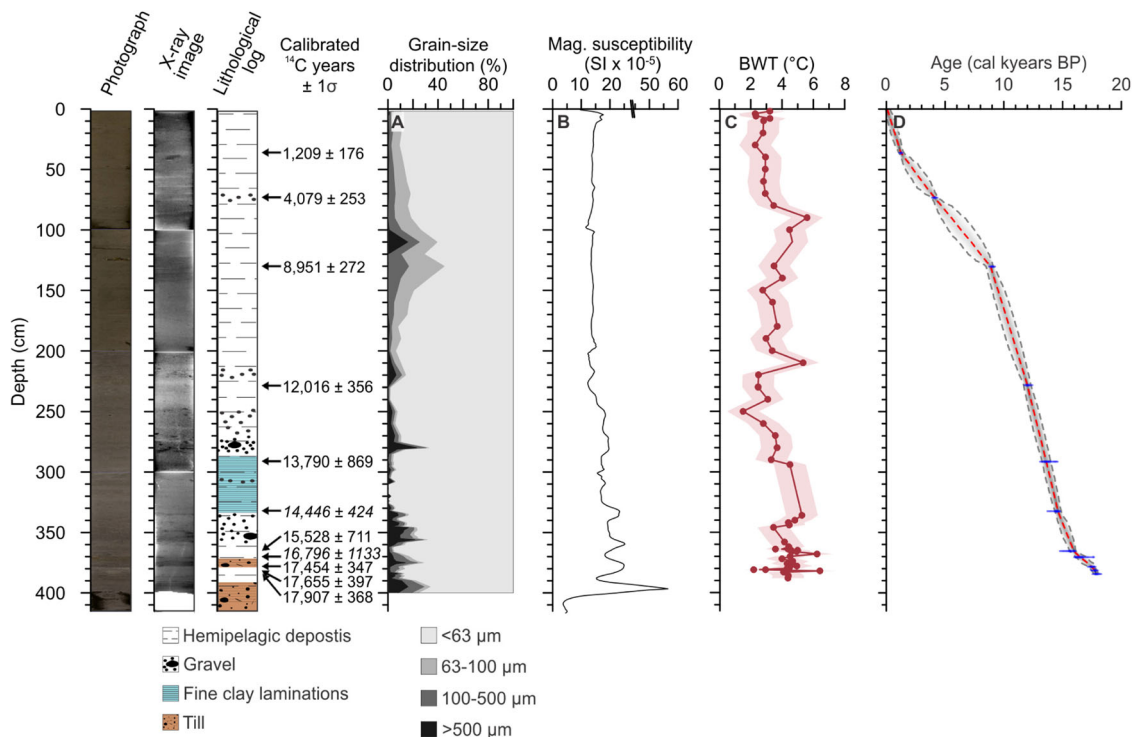 Photograph
X-ray
image
Lithological
log
Calibrated
¹⁴C years
± 1σ
Grain-size
distribution (%)
Mag. susceptibility
(SI x 10⁻⁵)
BWT (°C)
Age (cal kyears BP)
0 20 40 60 80 100
0 10 20 50 60
0 2 4 6 8
0 5 10 15 20
A
B
C
D
Depth (cm)
0
50
100
150
200
250
300
350
400
1,209 ± 176
4,079 ± 253
8,951 ± 272
12,016 ± 356
13,790 ± 869
14,446 ± 424
15,528 ± 711
16,796 ± 1133
17,454 ± 347
17,655 ± 397
17,907 ± 368
Hemipelagic depostis
Gravel
Fine clay laminations
Till
<63 µm
63-100 µm
100-500 µm
>500 µm